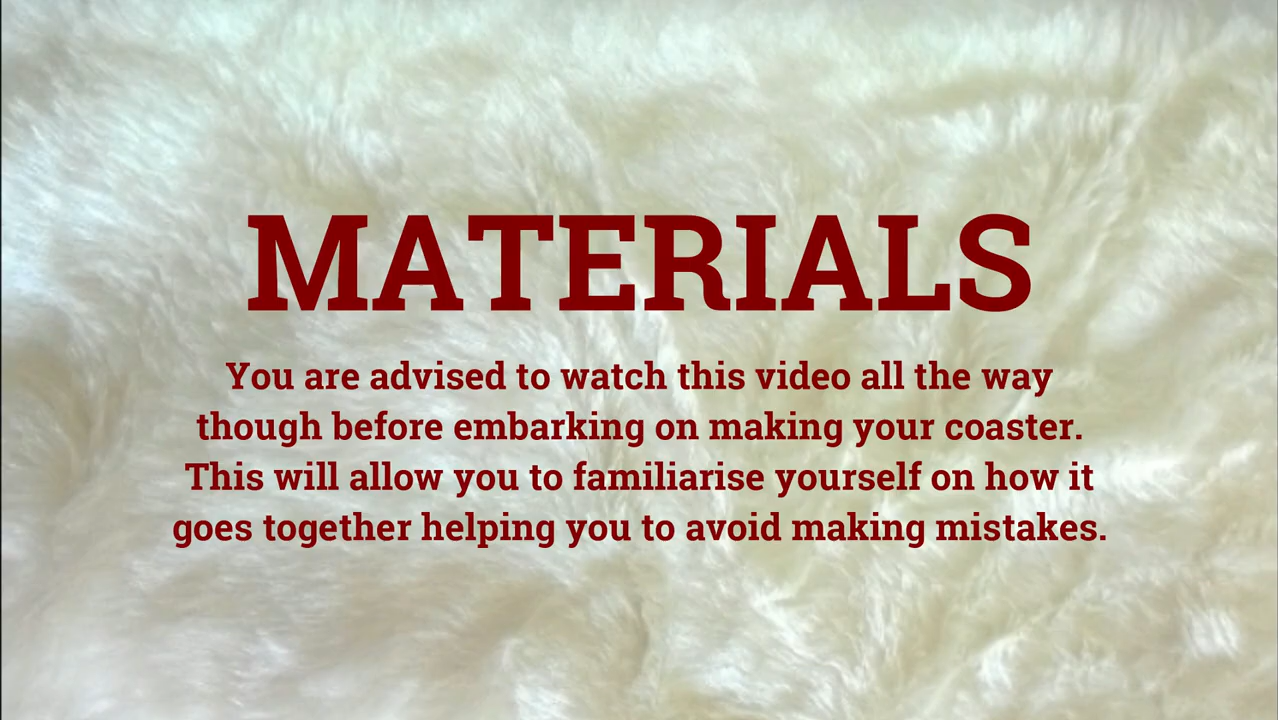 MATERIALS
You are advised to watch this video all the way
though before embarking on making your coaster.
This will allow you to familiarise yourself on how it
goes together helping you to avoid making mistakes.